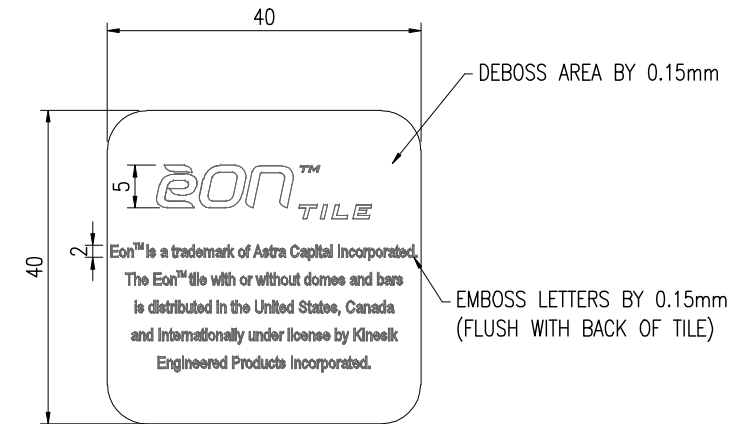 40
DEBOSS AREA BY 0.15mm
5
eon™
TILE
40
2
Eon™ is a trademark of Astra Capital Incorporated.
The Eon™ tile with or without domes and bars
is distributed in the United States, Canada
and internationally under license by Kinesik
Engineered Products Incorporated.
EMBOSS LETTERS BY 0.15mm
(FLUSH WITH BACK OF TILE)